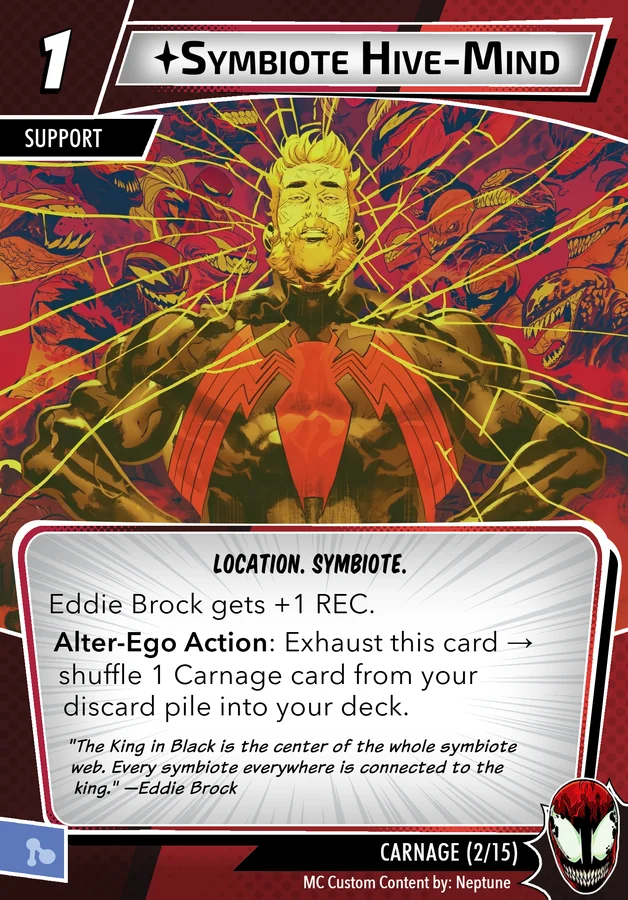 1
✦SYMBIOTE HIVE-MIND
SUPPORT
LOCATION. SYMBIOTE.
Eddie Brock gets +1 REC.
Alter-Ego Action: Exhaust this card →
shuffle 1 Carnage card from your
discard pile into your deck.
"The King in Black is the center of the whole symbiote
web. Every symbiote everywhere is connected to the
king." —Eddie Brock
CARNAGE (2/15)
MC Custom Content by: Neptune